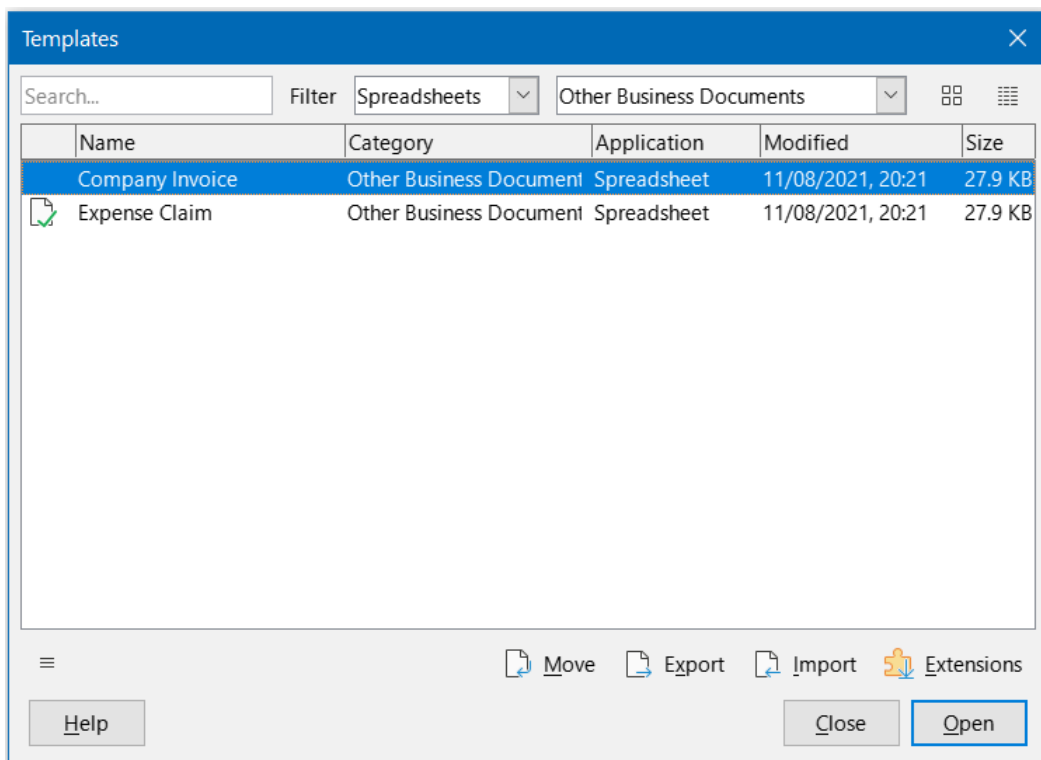 Templates
Search... Filter Spreadsheets Other Business Documents
Name Category Application Modified Size
Company Invoice Other Business Document Spreadsheet 11/08/2021, 20:21 27.9 KB
Expense Claim Other Business Document Spreadsheet 11/08/2021, 20:21 27.9 KB
Move Export Import Extensions
Help Close Open